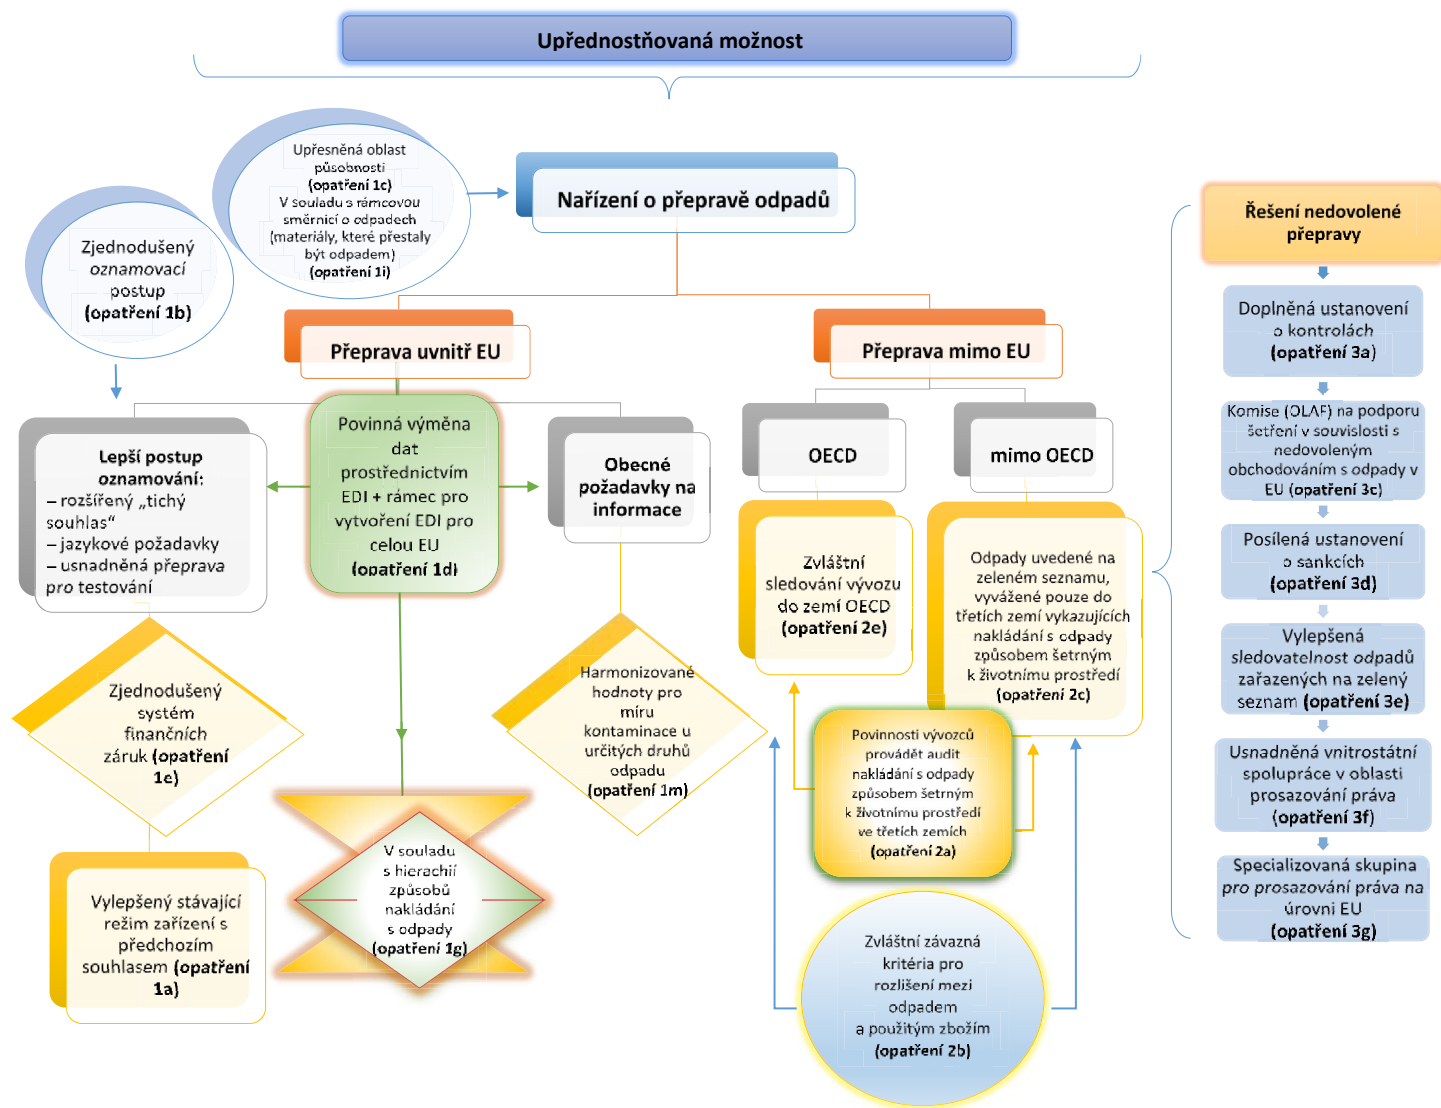 Upřednostňovaná možnost
Upřesněná oblast
působnosti
(opatření 1c)
V souladu s rámcovou
směrnicí o odpadech
(materiály, které přestaly
být odpadem)
(opatření 1i)
Nařízení o přepravě odpadů
Zjednodušený
oznamovací
postup
(opatření 1b)
Přeprava uvnitř EU
Přeprava mimo EU
Lepší postup
oznamování:
– rozšířený „tichý
souhlas“
– jazykové požadavky
– usnadněná přeprava
pro testování
Povinná výměna
dat
prostřednictvím
EDI + rámec pro
vytvoření EDI pro
celou EU
(opatření 1d)
Obecné
požadavky na
informace
OECD
mimo OECD
Zvláštní
sledování vývozu
do zemí OECD
(opatření 2e)
Odpady uvedené na
zeleném seznamu,
vyvážené pouze do
třetích zemí vykazujících
nakládání s odpady
způsobem šetrným
k životnímu prostředí
(opatření 2c)
Zjednodušený
systém
finančních
záruk (opatření
1e)
Harmonizované
hodnoty pro
míru
kontaminace u
určitých druhů
odpadu
(opatření 1m)
Povinnosti vývozců
provádět audit
nakládání s odpady
způsobem šetrným
k životnímu prostředí
ve třetích zemích
(opatření 2a)
V souladu
s hierachií
způsobů
nakládání
s odpady
(opatření 1g)
Vylepšený stávající
režim zařízení s
předchozím
souhlasem (opatření
1a)
Zvláštní závazná
kritéria pro
rozlišení mezi
odpadem
a použitým zbožím
(opatření 2b)
Řešení nedovolené
přepravy
Doplněná ustanovení
o kontrolách
(opatření 3a)
Komise (OLAF) na podporu
šetření v souvislosti s
nedovoleným
obchodováním s odpady v
EU (opatření 3c)
Posílená ustanovení
o sankcích
(opatření 3d)
Vylepšená
sledovatelnost odpadů
zařazených na zelený
seznam (opatření 3e)
Usnadněná vnitrostátní
spolupráce v oblasti
prosazování práva
(opatření 3f)
Specializovaná skupina
pro prosazování práva na
úrovni EU
(opatření 3g)